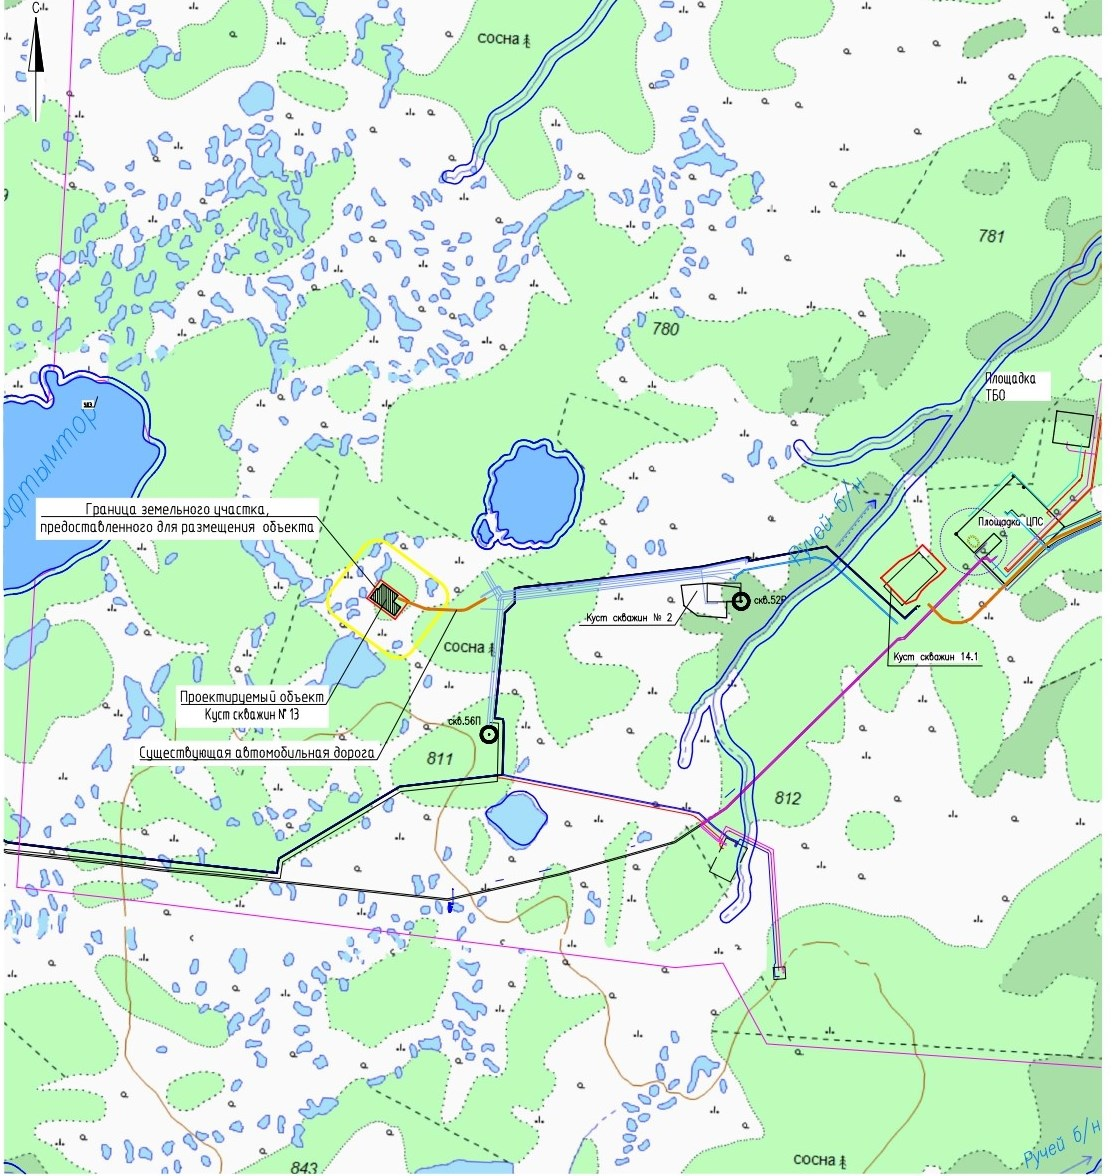 С
сосна
781
780
Площадка
ТБО
Ручей б/н
Площадка ЦПС
Граница земельного участка,
предоставленного для размещения объекта
скв.52Р
Куст скважин № 2
сосна
Куст скважин 14.1
Проектируемый объект
Куст скважин № 13
скв.56П
Существующая автомобильная дорога
811
812
Ручей б/н
сосна
843